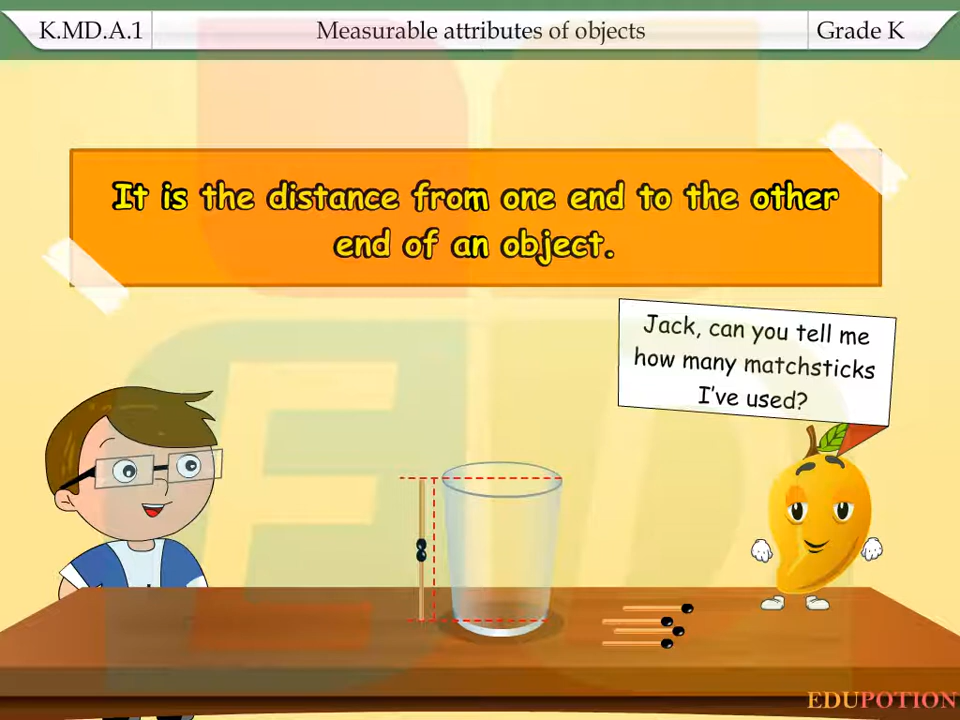 K.MD.A.1
Measurable attributes of objects
Grade K
It is the distance from one end to the other
end of an object.
Jack, can you tell me
how many matchsticks
I've used?
EDUPOTION